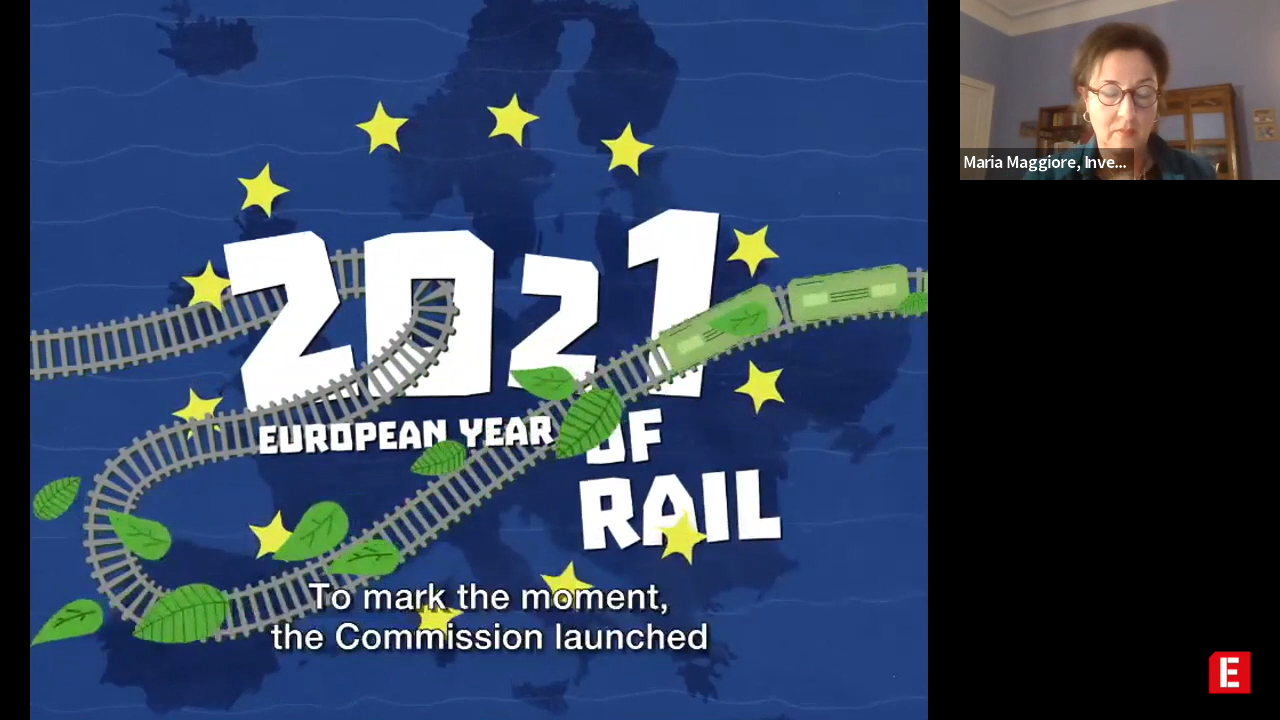 2021
EUROPEAN YEAR
OF
RAIL
To mark the moment,
the Commission launched
Maria Maggiore, Inve...
E